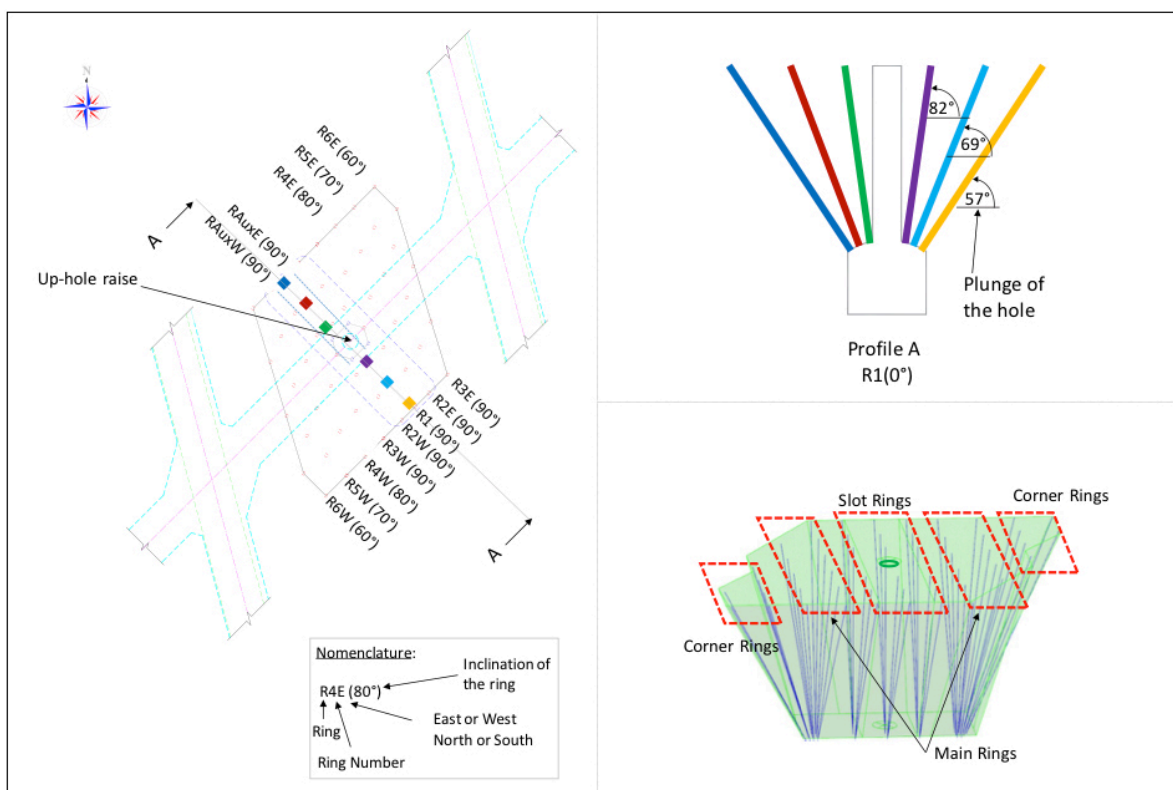 N
R6E (60°)
R5E (70°)
R4E (80°)
A
RAuxE (90°)
RAuxW (90°)
Up-hole raise
R3E (90°)
R2E (90°)
R1 (90°)
R2W (90°)
R3W (90°)
R4W (80°)
R5W (70°)
R6W (60°)
A
Nomenclature:
R4E (80°)
Inclination of
the ring
East or West
North or South
Ring
Ring Number
82°
69°
57°
Plunge of
the hole
Profile A
R1(0°)
Slot Rings
Corner Rings
Corner Rings
Main Rings